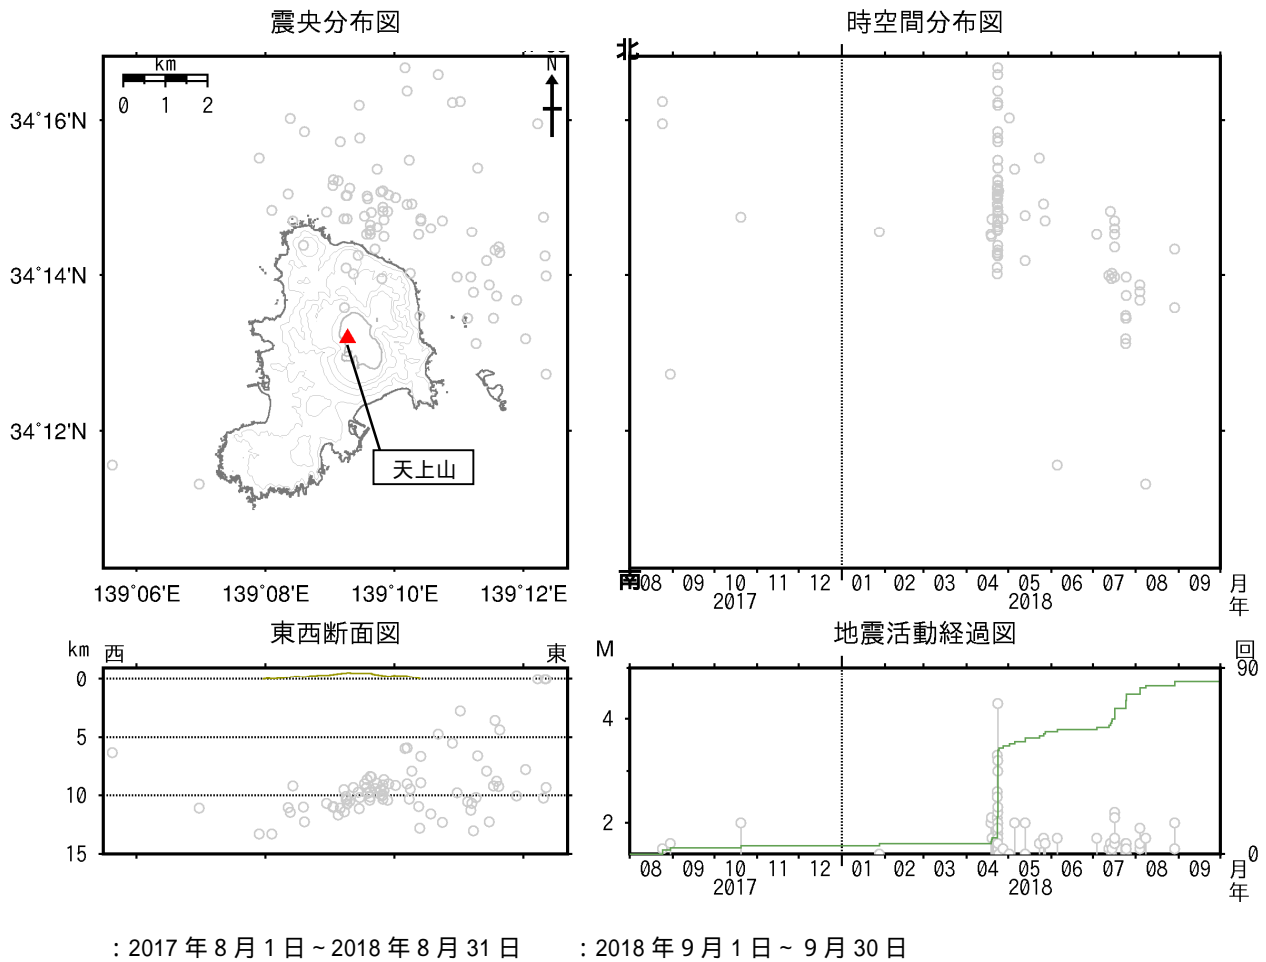 震央分布図
時空間分布図
北
km
N
0 1 2
34°16'N
34°14'N
34°12'N
天上山
139°06'E 139°08'E 139°10'E 139°12'E
南
08 09 10 11 12 01 02 03 04 05 06 07 08 09 月
2017 2018 年
東西断面図
地震活動経過図
km 西 東
0
5
10
15
M 回
4
2
90
0
08 09 10 11 12 01 02 03 04 05 06 07 08 09 月
2017 2018 年
：2017 年 8 月 1 日～2018 年 8 月 31 日 ：2018 年 9 月 1 日～ 9 月 30 日